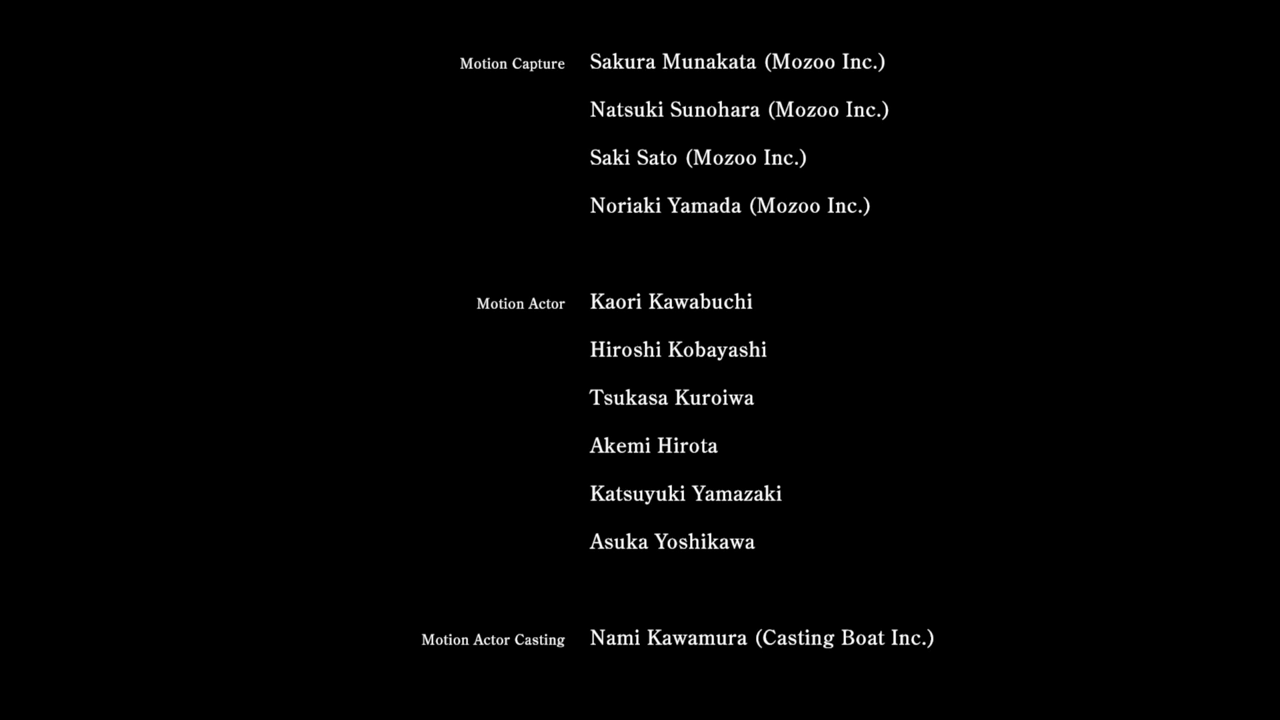 Motion Capture Sakura Munakata (Mozoo Inc.)
Natsuki Sunohara (Mozoo Inc.)
Saki Sato (Mozoo Inc.)
Noriaki Yamada (Mozoo Inc.)
Motion Actor Kaori Kawabuchi
Hiroshi Kobayashi
Tsukasa Kuroiwa
Akemi Hirota
Katsuyuki Yamazaki
Asuka Yoshikawa
Motion Actor Casting Nami Kawamura (Casting Boat Inc.)